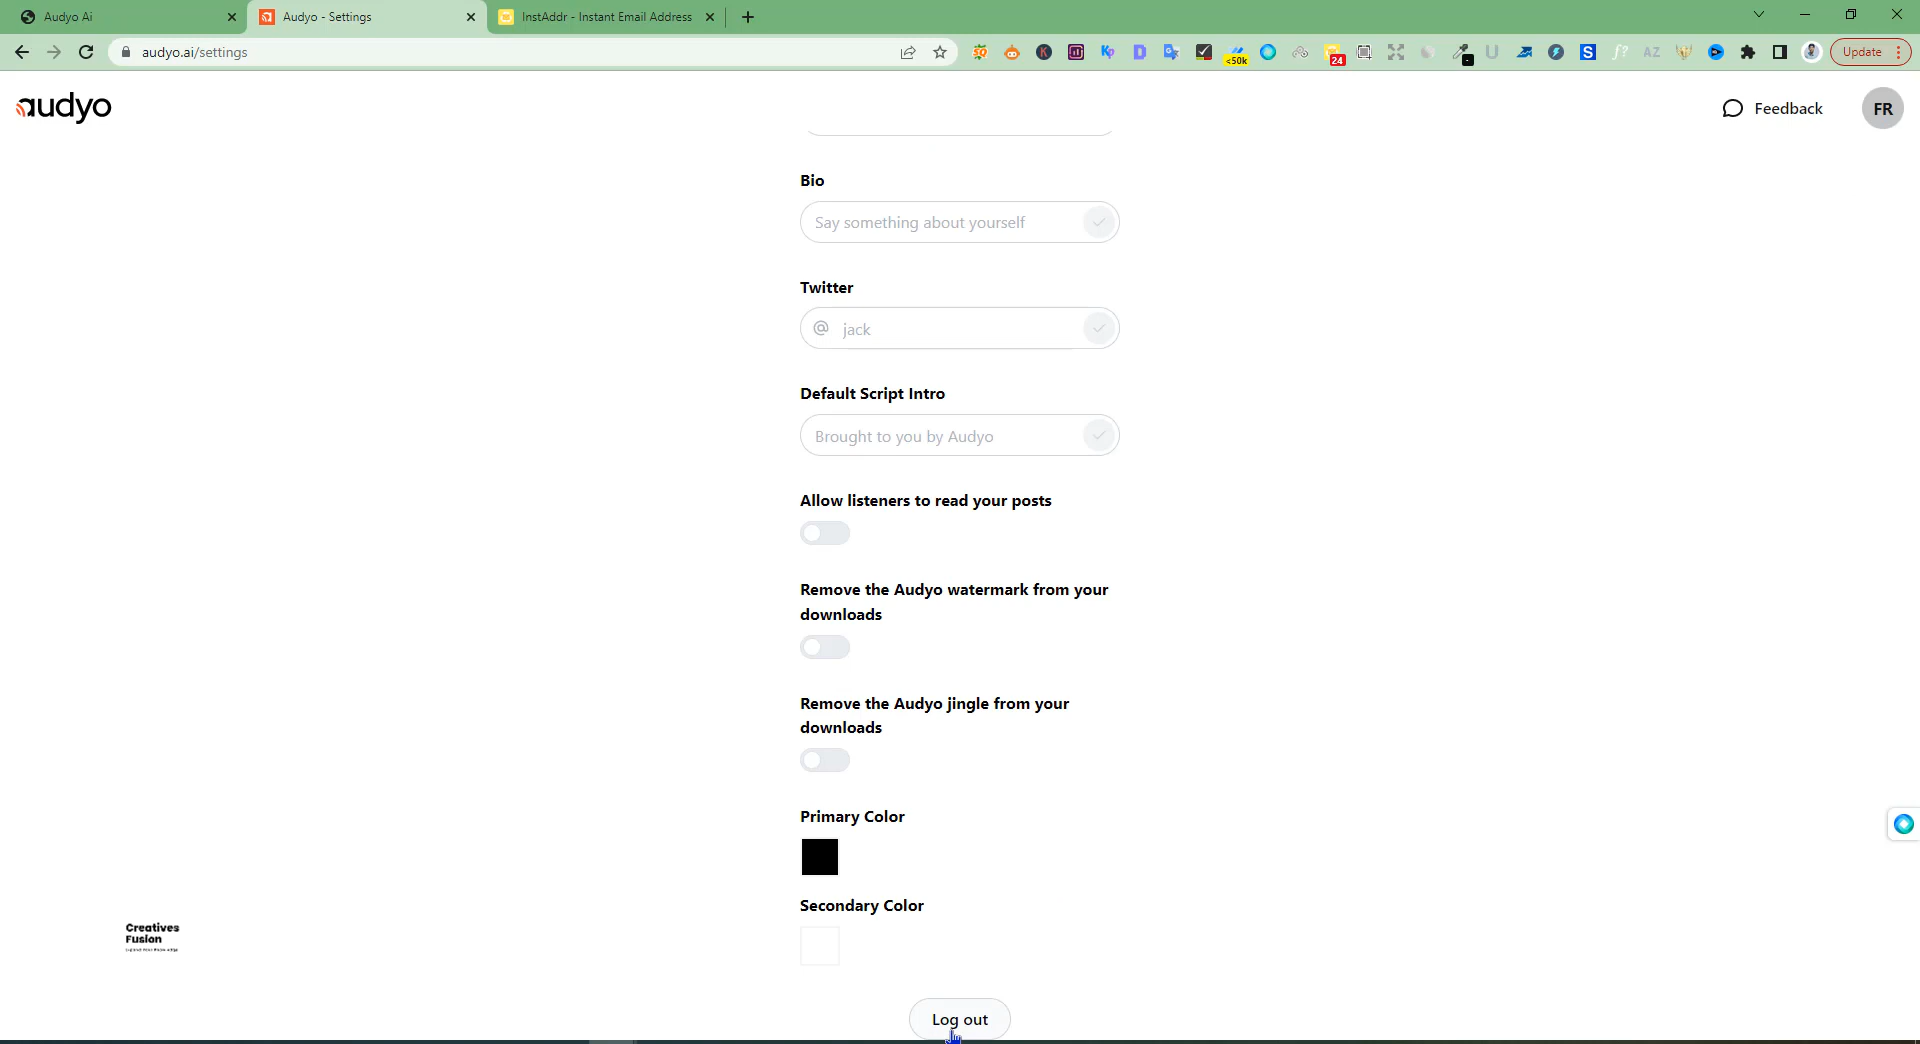 Audyo Ai
Audyo - Settings
InstAddr - Instant Email Address
audyo.ai/settings
<50k
24
Update
audyo
Feedback
FR
Bio
Say something about yourself
Twitter
@ jack
Default Script Intro
Brought to you by Audyo
Allow listeners to read your posts
Remove the Audyo watermark from your
downloads
Remove the Audyo jingle from your
downloads
Primary Color
Secondary Color
Creatives
Fusion
Log out